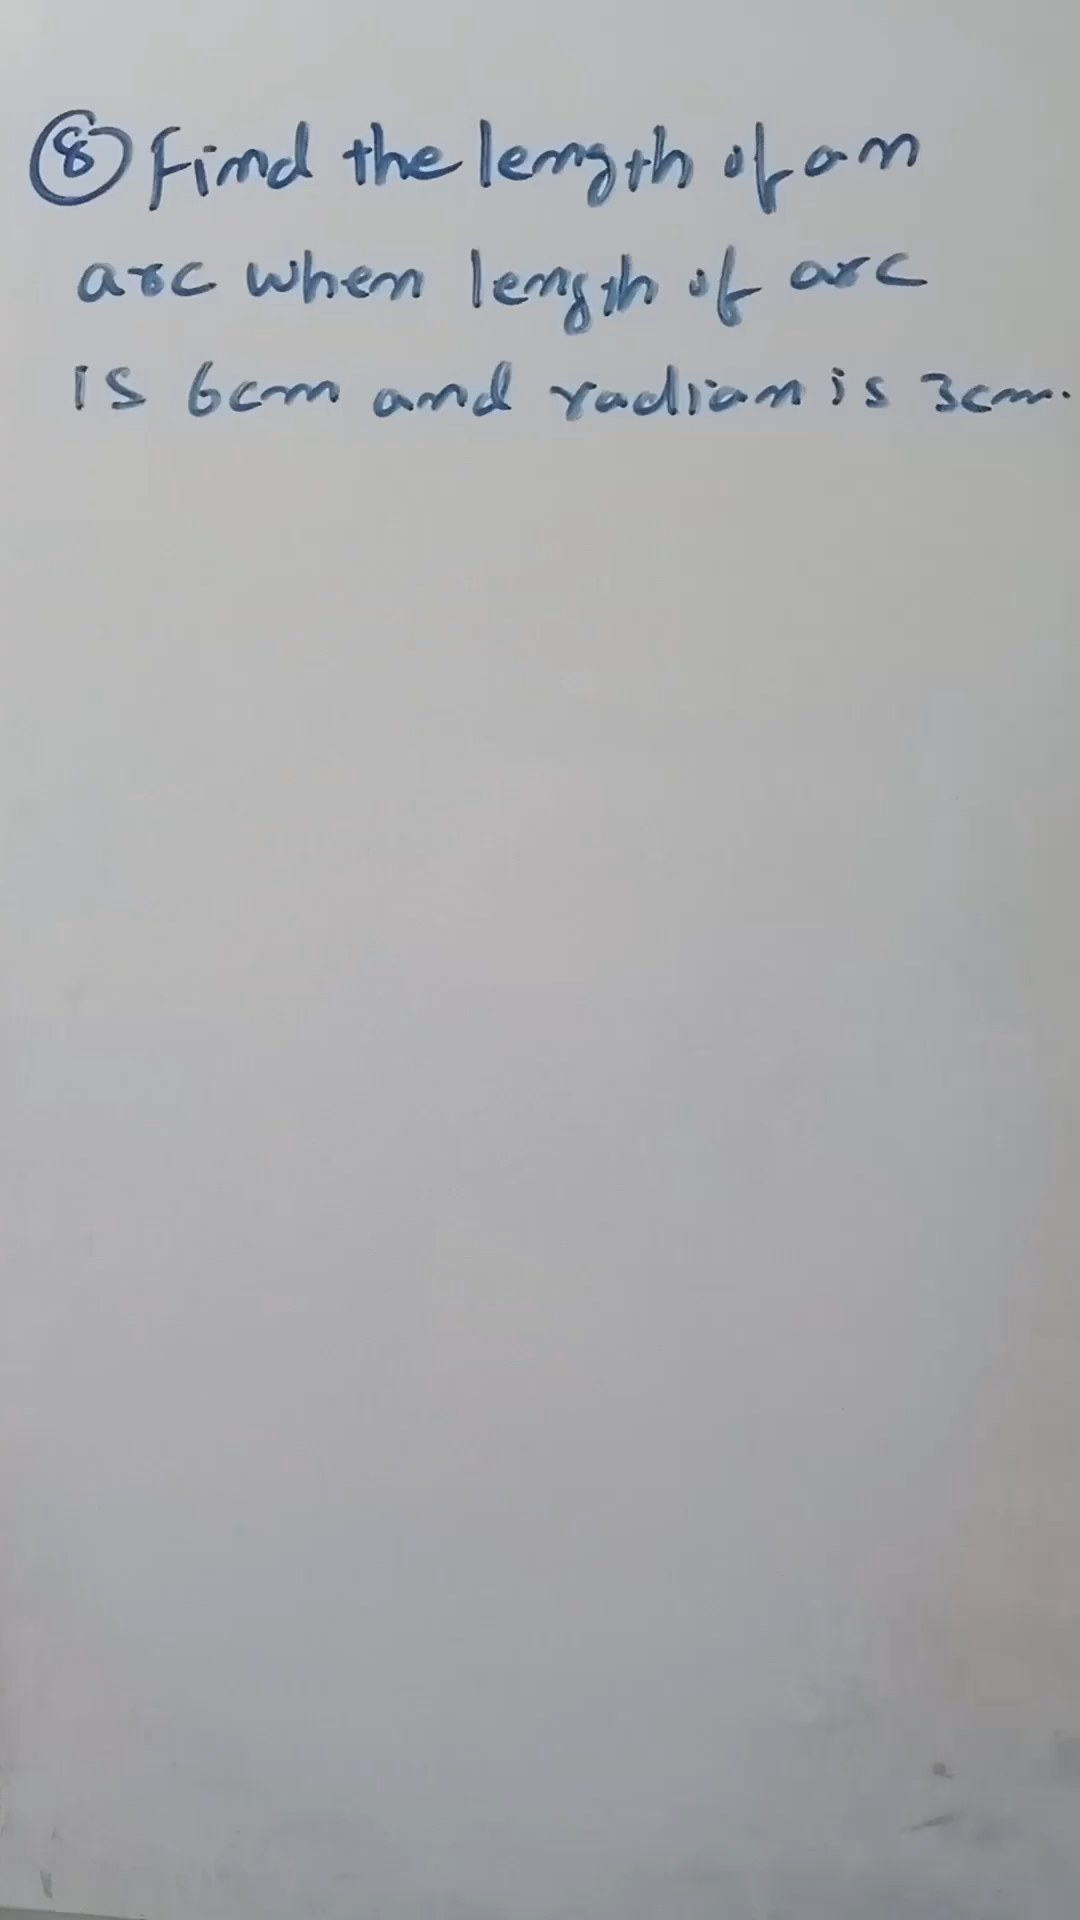 ⑧ Find the length of an
arc when length of arc
is 6cm and radian is 3cm.